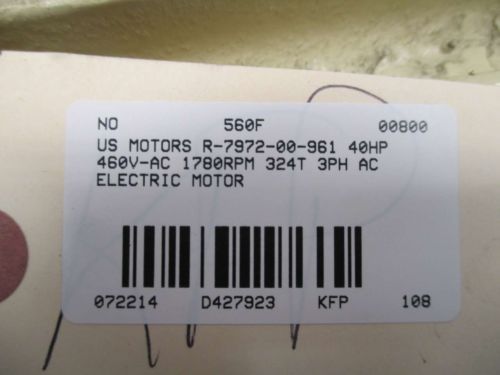 NO 560F 00800
US MOTORS R-7972-00-961 40HP
460V-AC 1780RPM 324T 3PH AC
ELECTRIC MOTOR
072214 D427923 KFP 108